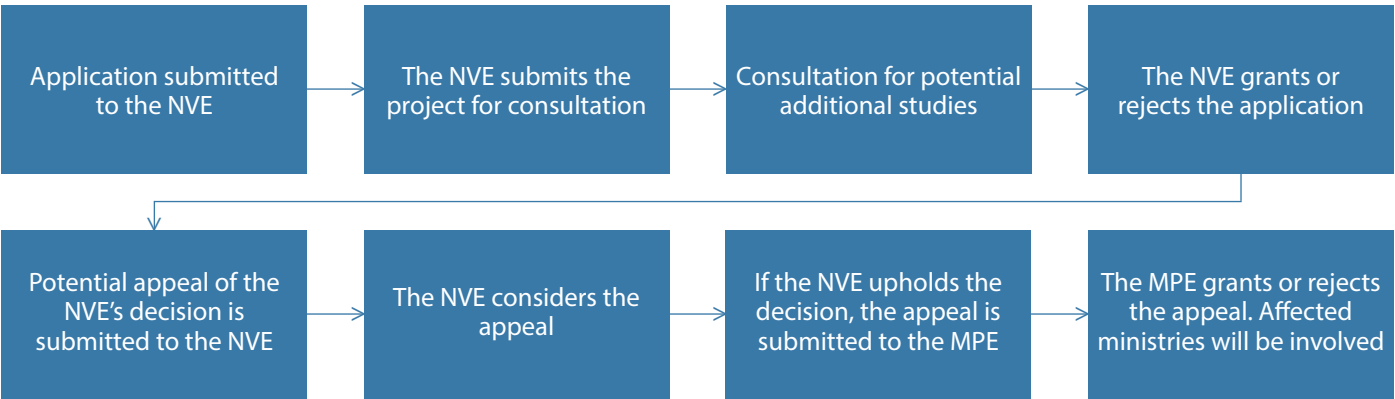 Application submitted
to the NVE
The NVE submits the
project for consultation
Consultation for potential
additional studies
The NVE grants or
rejects the application
Potential appeal of the
NVE’s decision is
submitted to the NVE
The NVE considers the
appeal
If the NVE upholds the
decision, the appeal is
submitted to the MPE
The MPE grants or rejects
the appeal. Affected
ministries will be involved